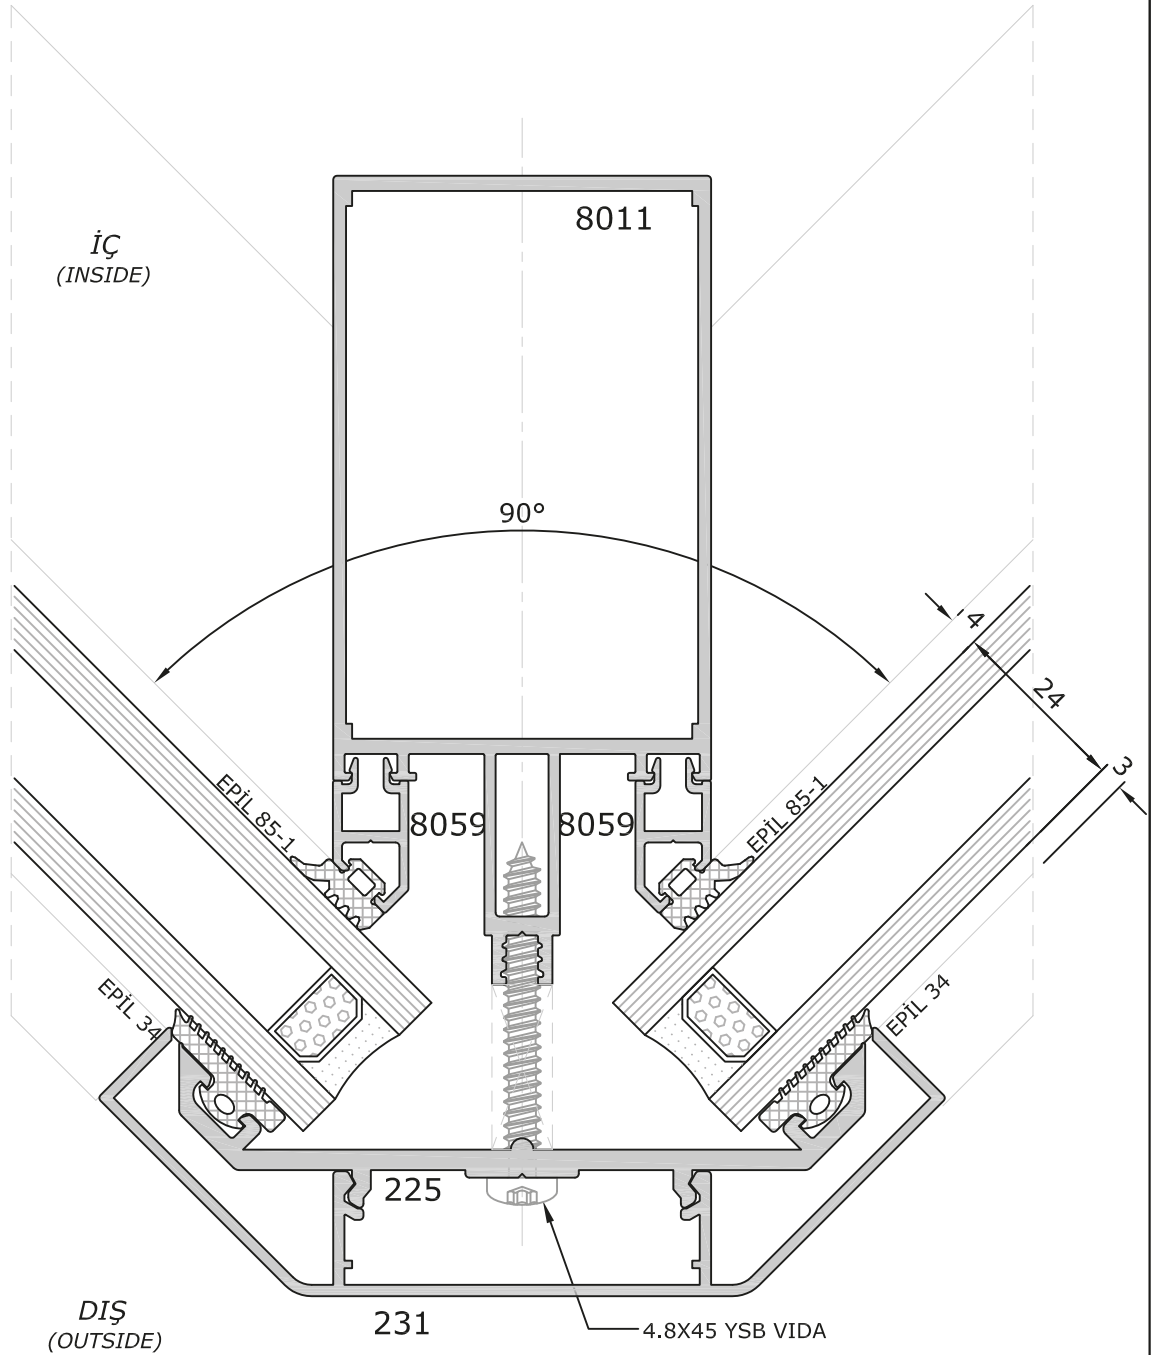 8011
İÇ
(INSIDE)
90°
4
24
3
EPİL 85-1
8059
8059
EPİL 85-1
EPİL 34
EPİL 34
225
231
DIŞ
(OUTSIDE)
4.8X45 YSB VIDA